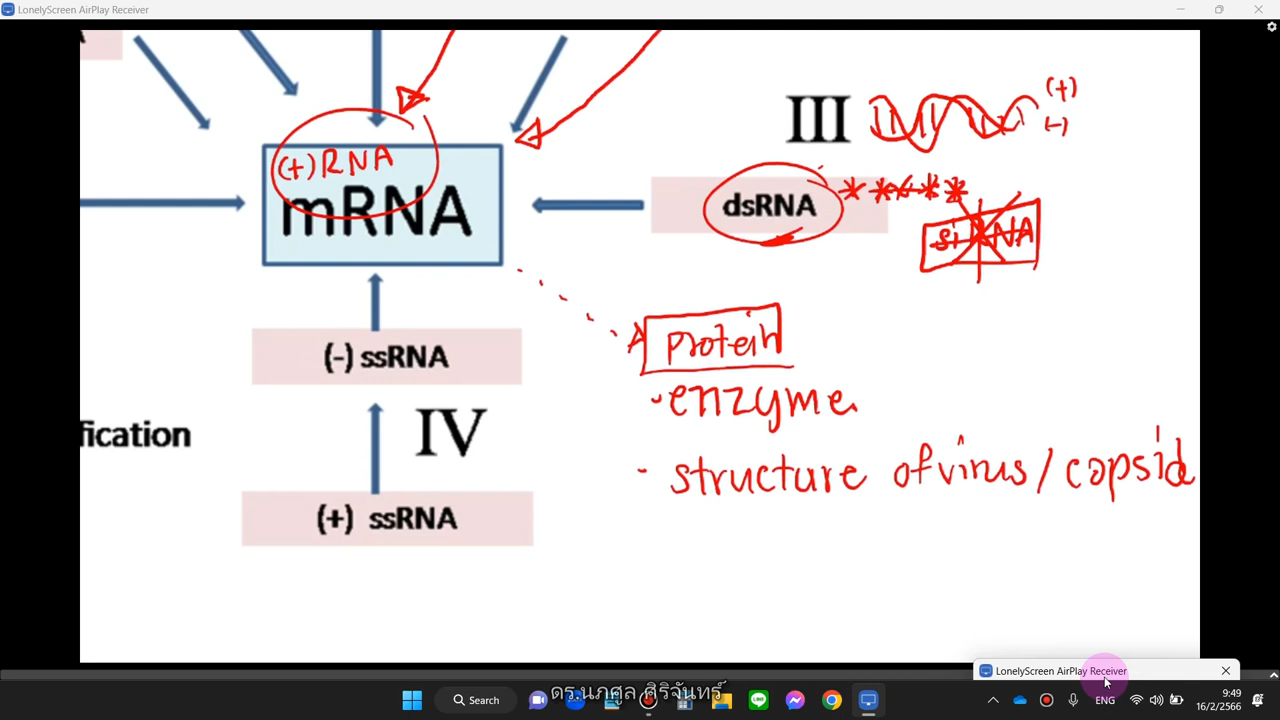 LonelyScreen AirPlay Receiver
(+) RNA
mRNA
III
(+)
(-)
dsRNA
siRNA
protein
(-) ssRNA
enzyme
IV
fication
structure of virus / capsid
(+) ssRNA
LonelyScreen AirPlay Receiver
ดร.นภศูล ศิริจันทร์
Search
ENG
9:49
16/2/2566